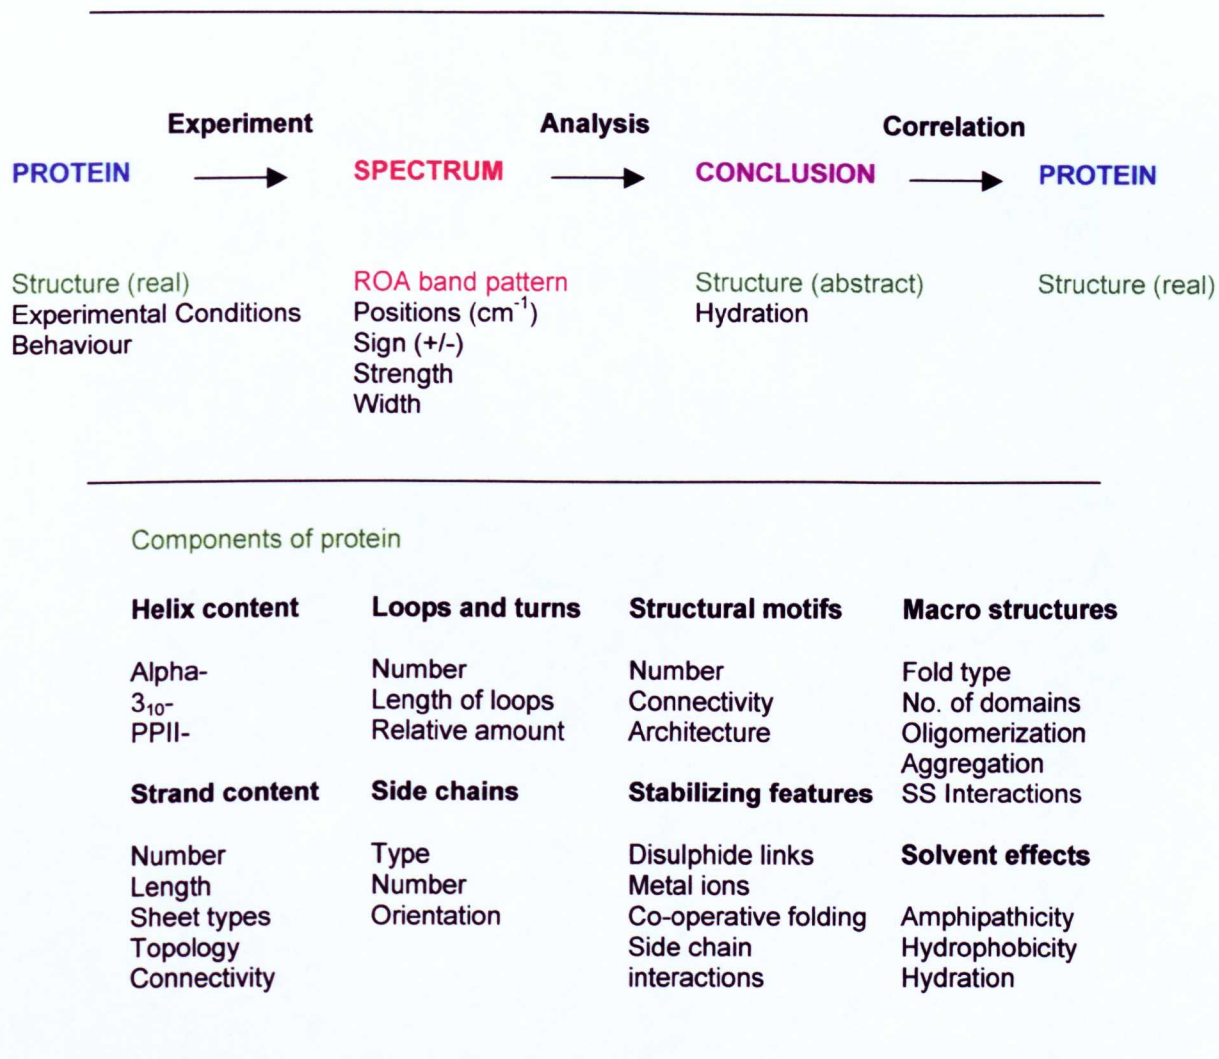 Experiment Analysis Correlation
PROTEIN SPECTRUM CONCLUSION PROTEIN
Structure (real)
Experimental Conditions
Behaviour
ROA band pattern
Positions (cm⁻¹)
Sign (+/-)
Strength
Width
Structure (abstract)
Hydration
Structure (real)
Components of protein
Helix content
Alpha-
3₁₀-
PPII-
Loops and turns
Number
Length of loops
Relative amount
Structural motifs
Number
Connectivity
Architecture
Macro structures
Fold type
No. of domains
Oligomerization
Aggregation
SS Interactions
Strand content
Number
Length
Sheet types
Topology
Connectivity
Side chains
Type
Number
Orientation
Stabilizing features
Disulphide links
Metal ions
Co-operative folding
Side chain
interactions
Solvent effects
Amphipathicity
Hydrophobicity
Hydration